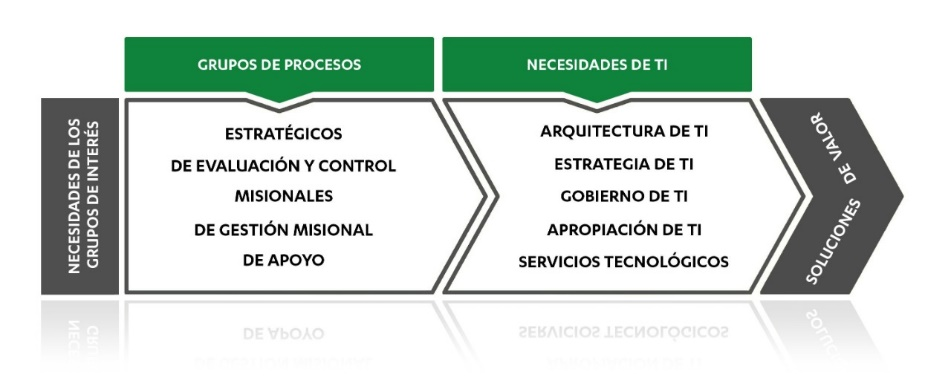 GRUPOS DE PROCESOS
NECESIDADES DE TI
NECESIDADES DE LOS
GRUPOS DE INTERÉS
ESTRATÉGICOS
DE EVALUACIÓN Y CONTROL
MISIONALES
DE GESTIÓN MISIONAL
DE APOYO
ARQUITECTURA DE TI
ESTRATEGIA DE TI
GOBIERNO DE TI
APROPIACIÓN DE TI
SERVICIOS TECNOLÓGICOS
SOLUCIONES DE VALOR